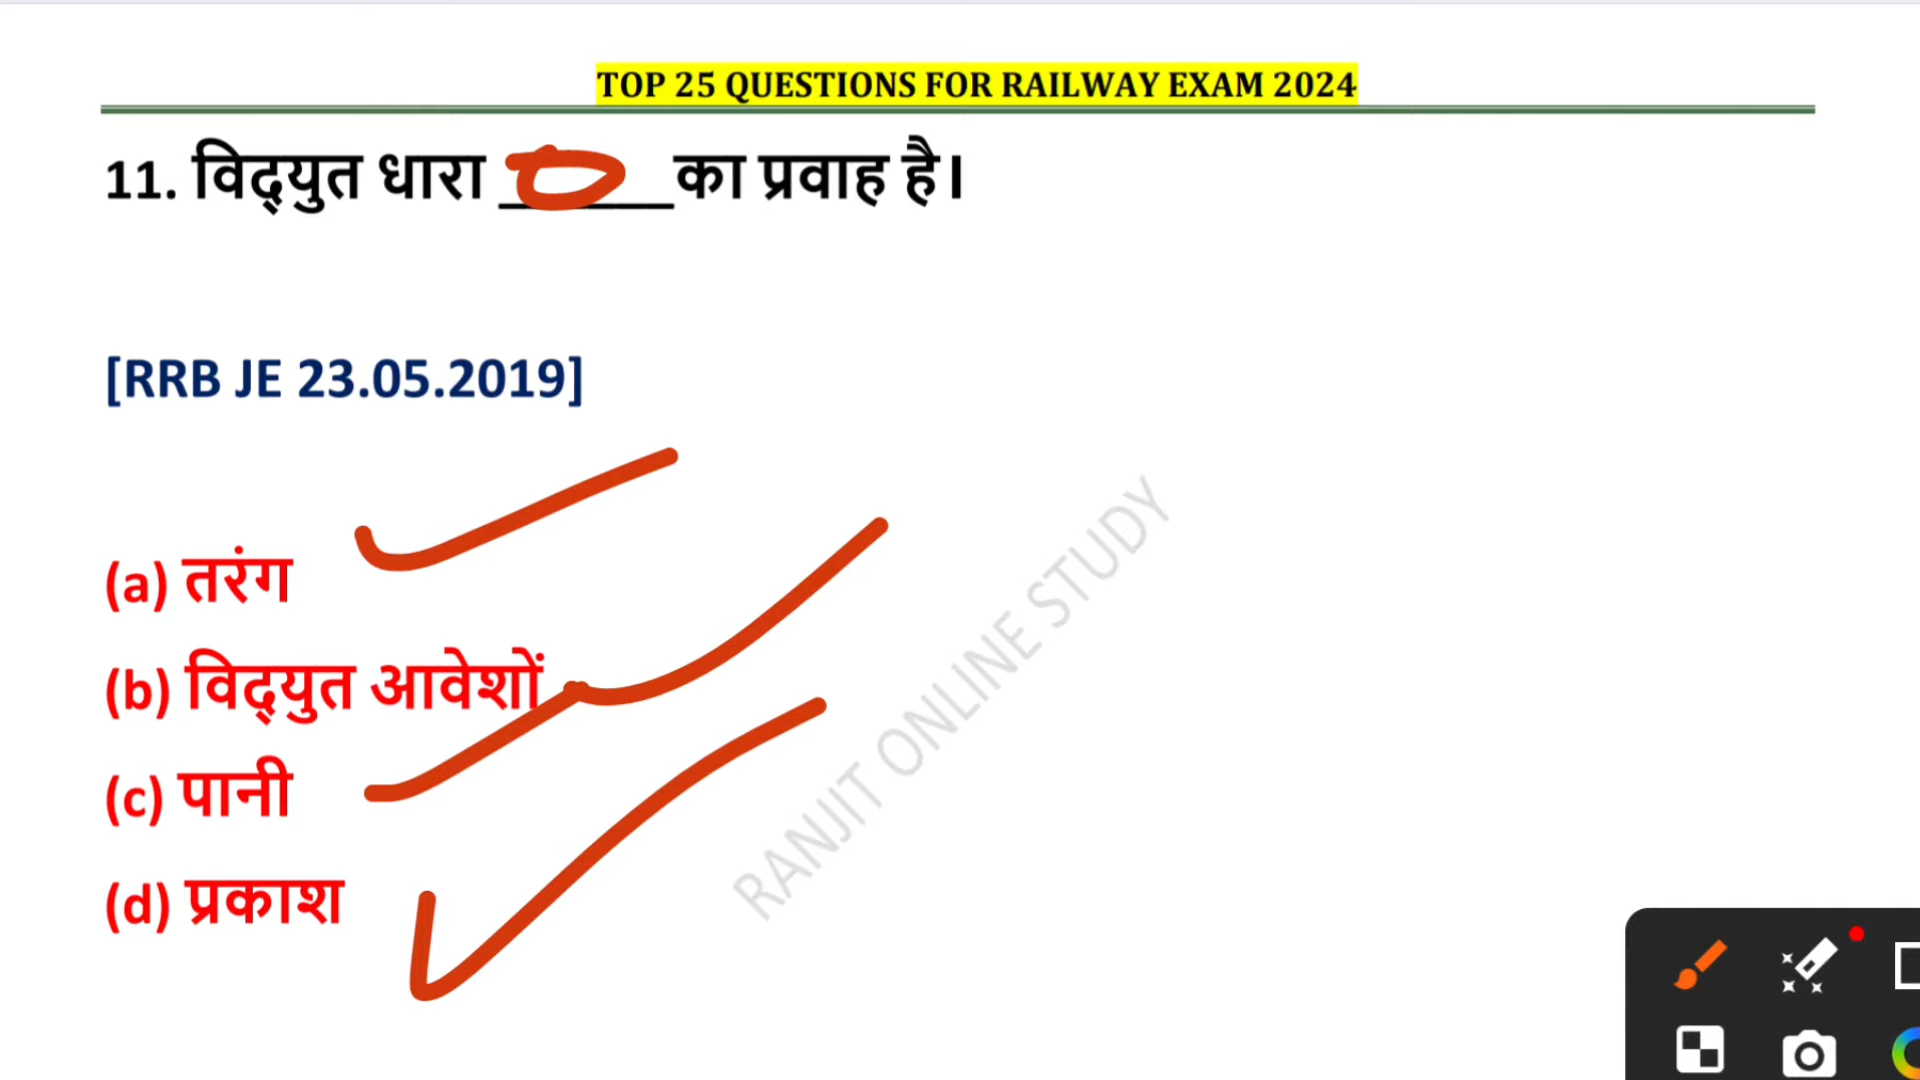 TOP 25 QUESTIONS FOR RAILWAY EXAM 2024
11. विद्युत धारा ______का प्रवाह है।
[RRB JE 23.05.2019]
(a) तरंग
(b) विद्युत आवेशों
(c) पानी
(d) प्रकाश
RANJIT ONLINE STUDY